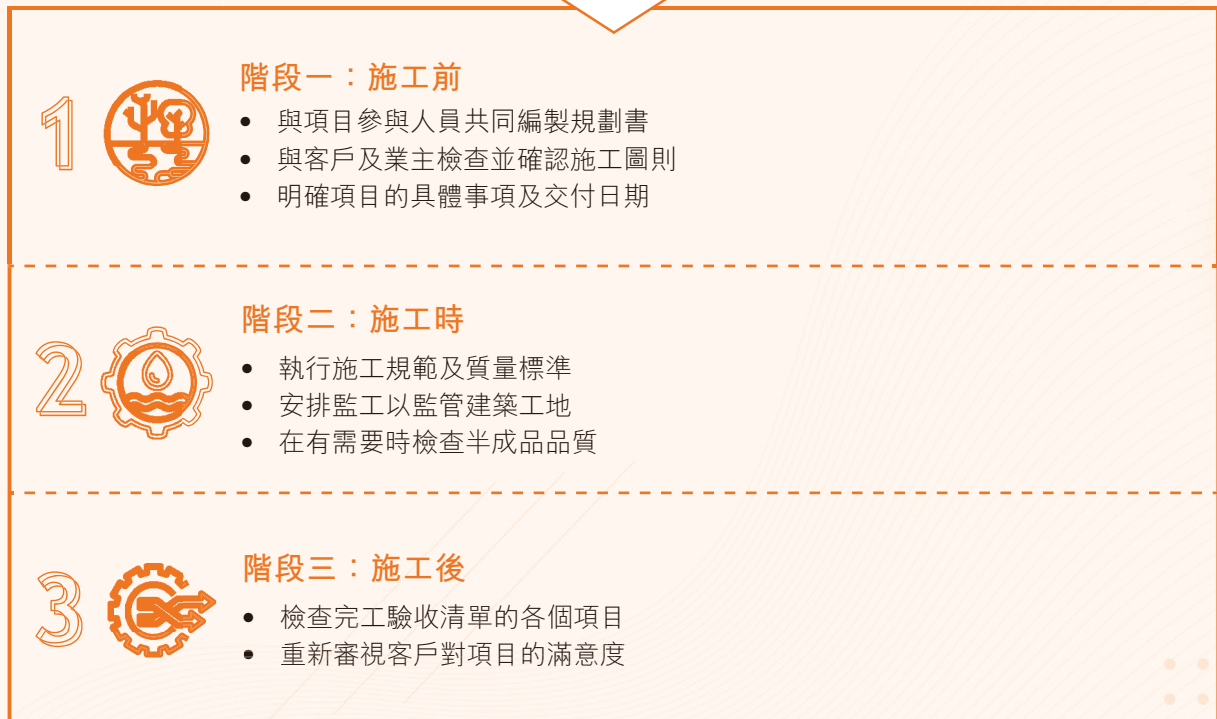 1
階段一：施工前
• 與項目參與人員共同編製規劃書
• 與客戶及業主檢查並確認施工圖則
• 明確項目的具體事項及交付日期
2
階段二：施工時
• 執行施工規範及質量標準
• 安排監工以監管建築工地
• 在有需要時檢查半成品品質
3
階段三：施工後
• 檢查完工驗收清單的各個項目
• 重新審視客戶對項目的滿意度